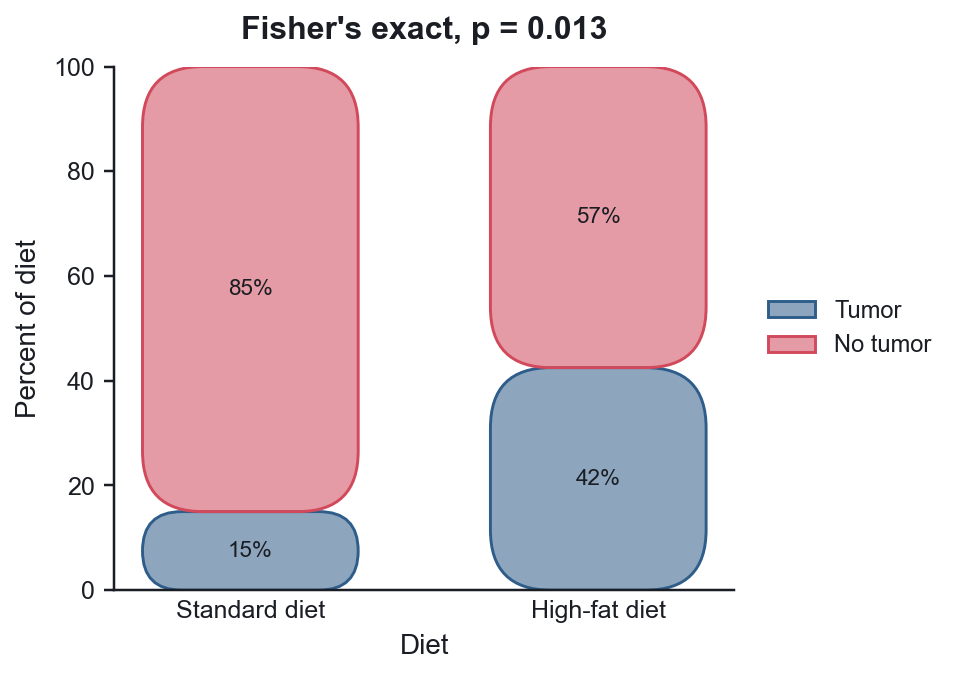 Fisher's exact, p = 0.013
Percent of diet
100
80
60
40
20
0
85%
15%
57%
42%
Standard diet
High-fat diet
Diet
Tumor
No tumor